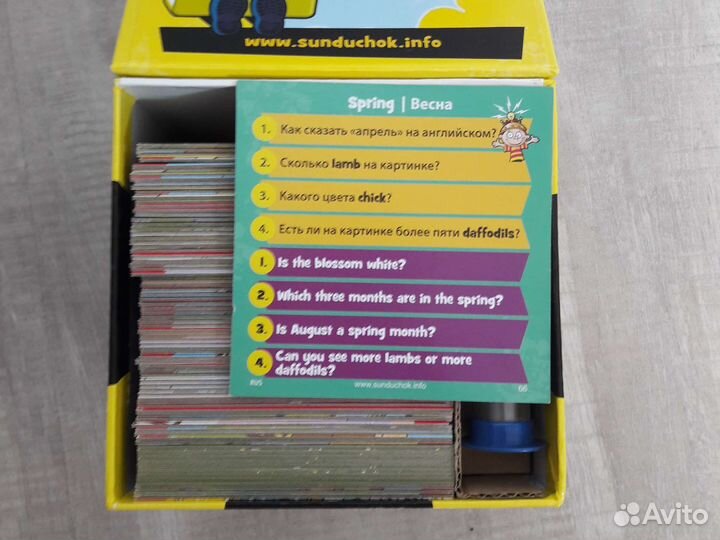 www.sunduchok.info
Spring | Весна
1. Как сказать «апрель» на английском?
2. Сколько lamb на картинке?
3. Какого цвета chick?
4. Есть ли на картинке более пяти daffodils?
1. Is the blossom white?
2. Which three months are in the spring?
3. Is August a spring month?
4. Can you see more lambs or more
daffodils?
RUS www.sunduchok.info 66
Avito